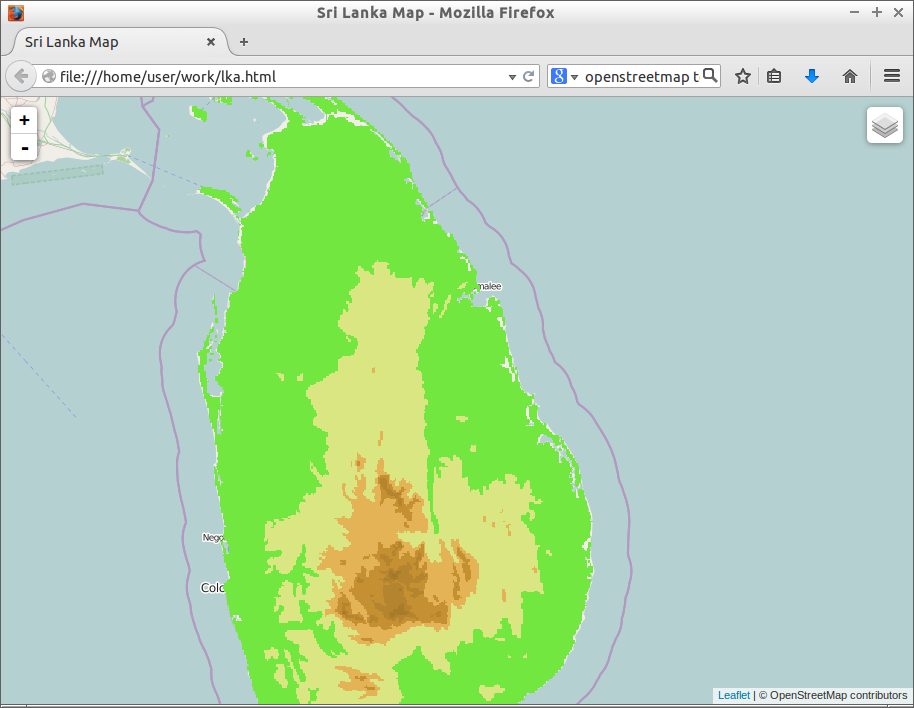 Sri Lanka Map - Mozilla Firefox
Sri Lanka Map
file:///home/user/work/lka.html
8
openstreetmap t
+
-
malee
Nego
Colo
Leaflet | © OpenStreetMap contributors